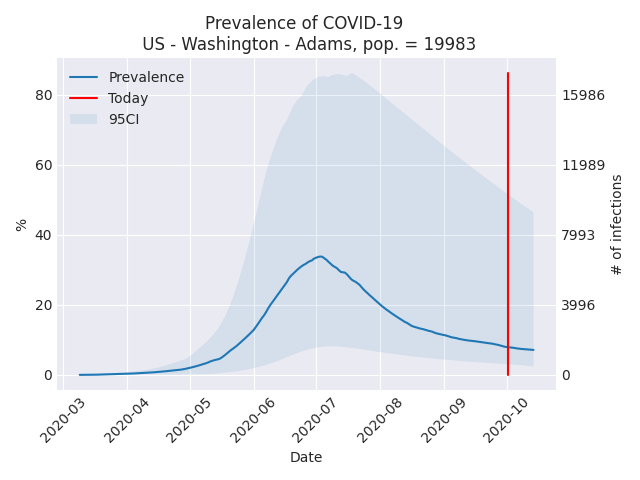 Prevalence of COVID-19
US - Washington - Adams, pop. = 19983
Prevalence
Today
95CI
80
60
40
20
0
%
15986
11989
7993
3996
0
# of infections
2020-03
2020-04
2020-05
2020-06
2020-07
2020-08
2020-09
2020-10
Date